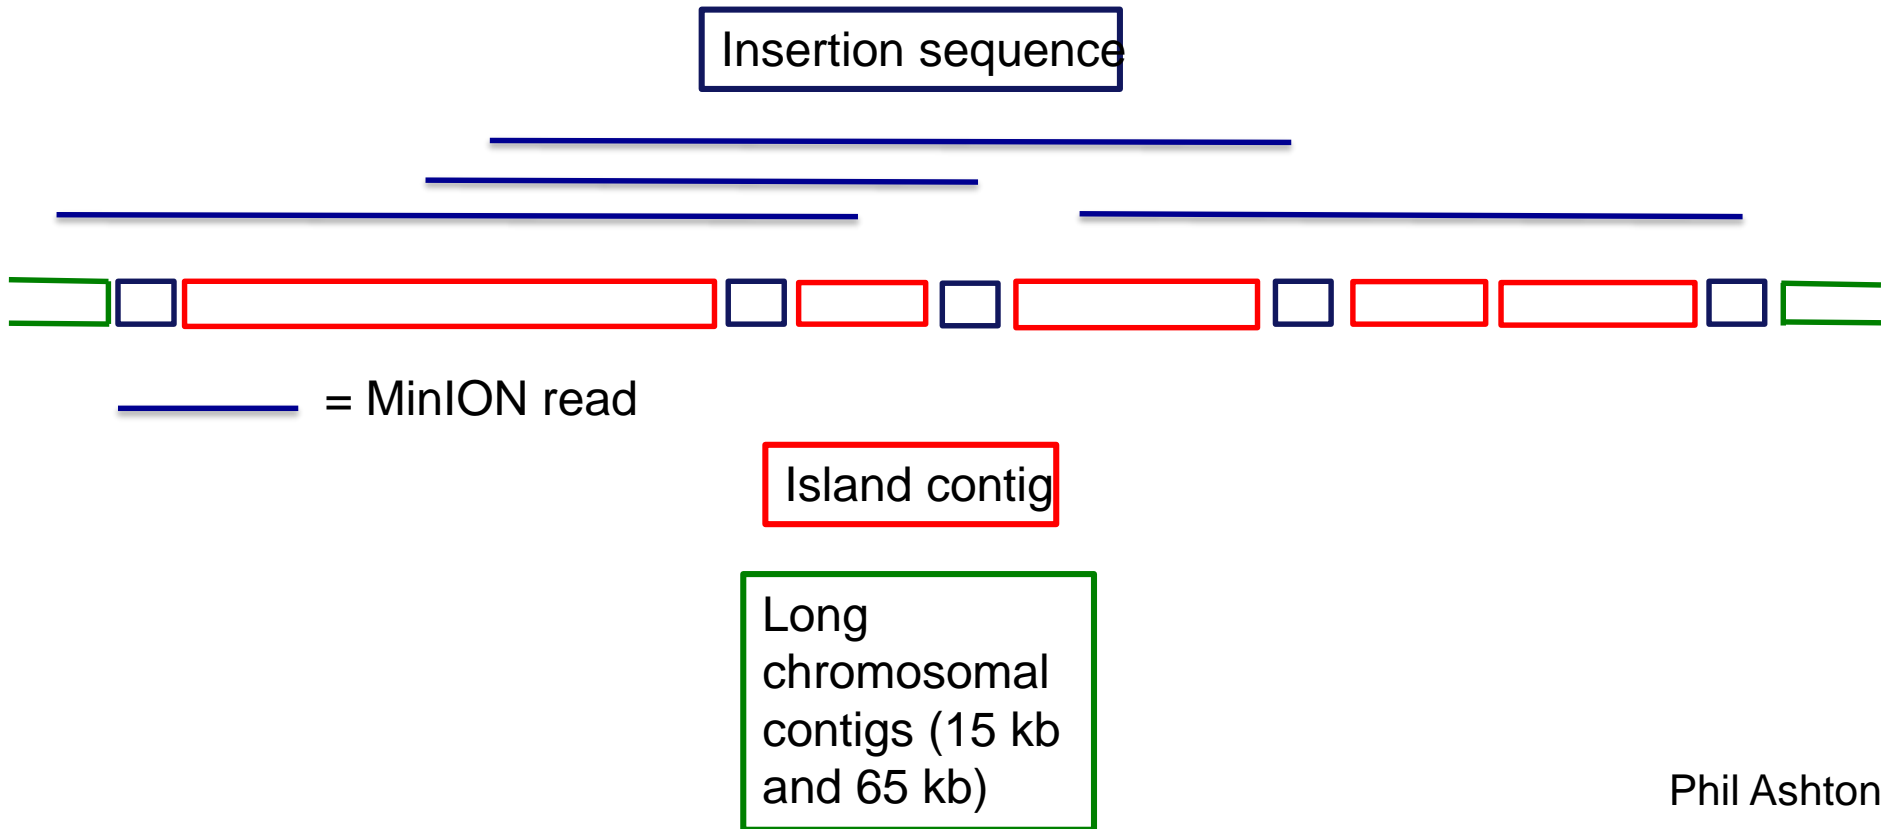 Insertion sequence
= MinION read
Island contig
Long
chromosomal
contigs (15 kb
and 65 kb)
Phil Ashton